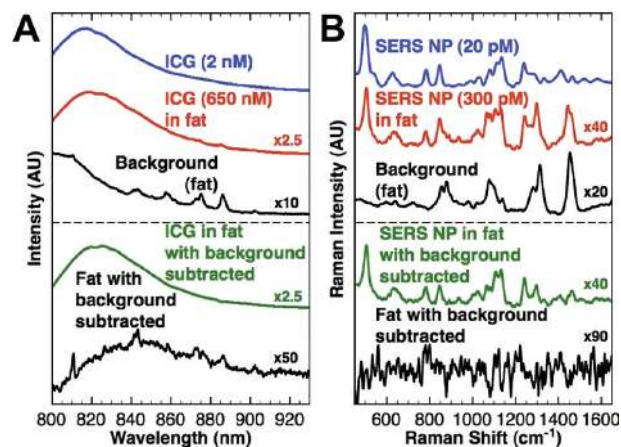 A
ICG (2 nM)
ICG (650 nM)
in fat
x2.5
Background
(fat)
x10
ICG in fat
with background
subtracted
x2.5
Fat with
background
subtracted
x50
Intensity (AU)
800 820 840 860 880 900 920
Wavelength (nm)
B
SERS NP (20 pM)
SERS NP (300 pM)
in fat
x40
Background
(fat)
x20
SERS NP in fat
with background
subtracted
x40
Fat with background
subtracted
x90
Raman Intensity (AU)
600 800 1000 1200 1400 1600
Raman Shift (cm⁻¹)